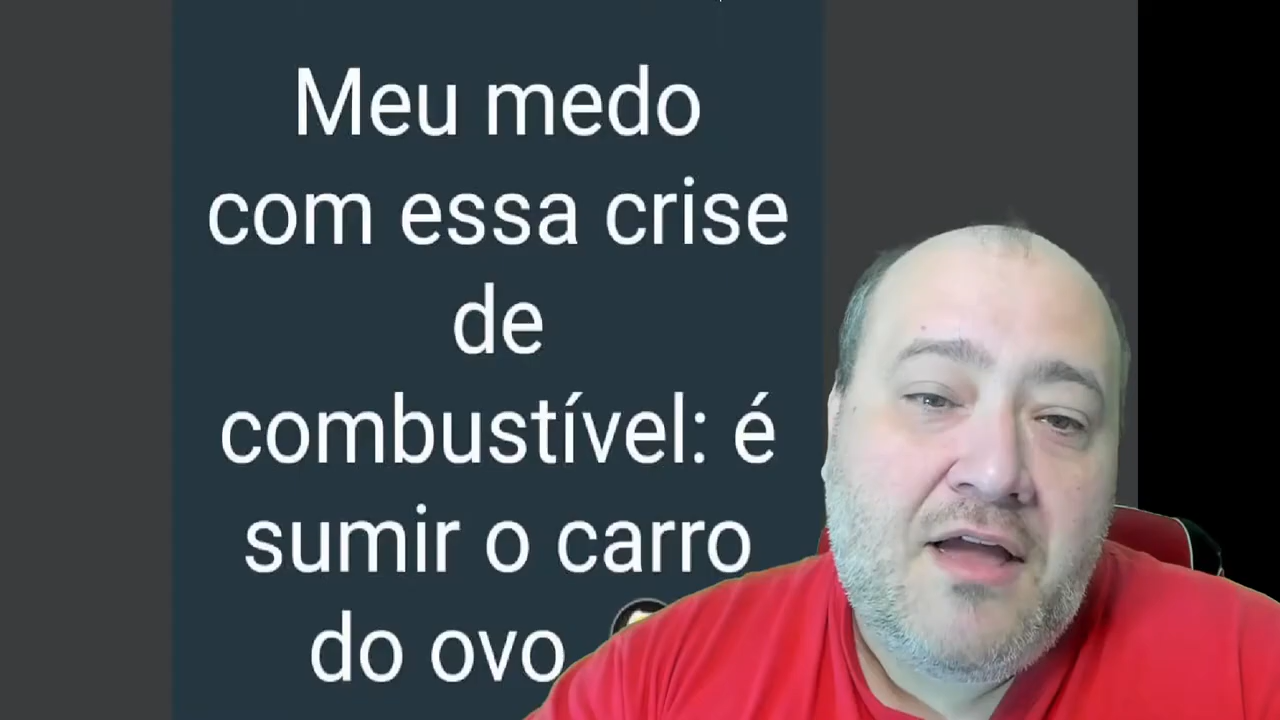 Meu medo
com essa crise
de
combustível: é
sumir o carro
do ovo